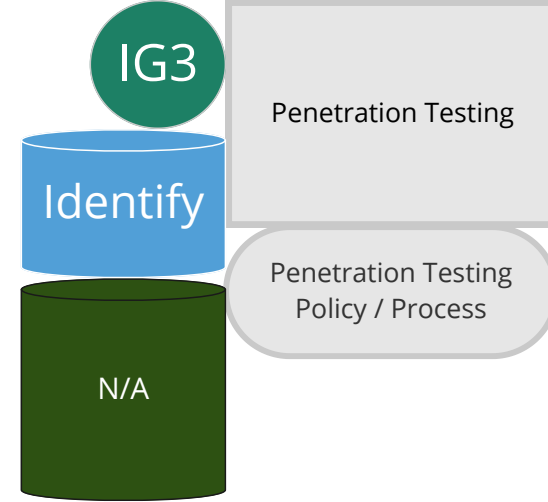 IG3
Penetration Testing
Identify
Penetration Testing
Policy / Process
N/A